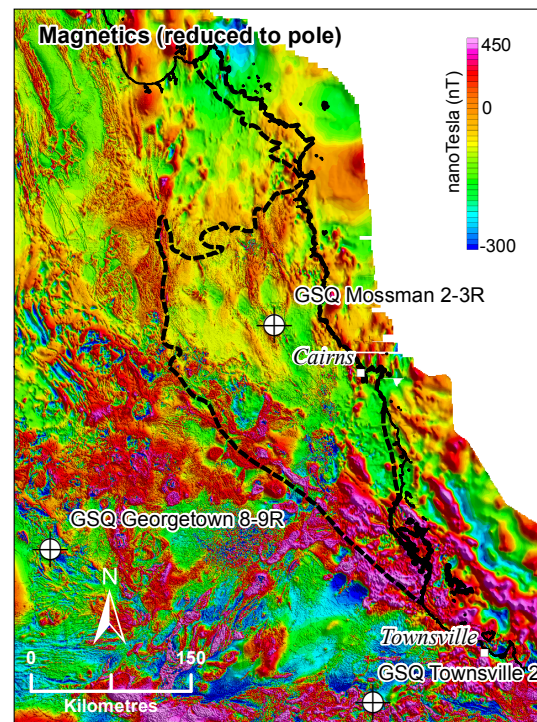 Magnetics (reduced to pole)
450
0
-300
nanoTesla (nT)
GSQ Mossman 2-3R
Cairns
GSQ Georgetown 8-9R
N
Townsville
0 150
Kilometres
GSQ Townsville 2